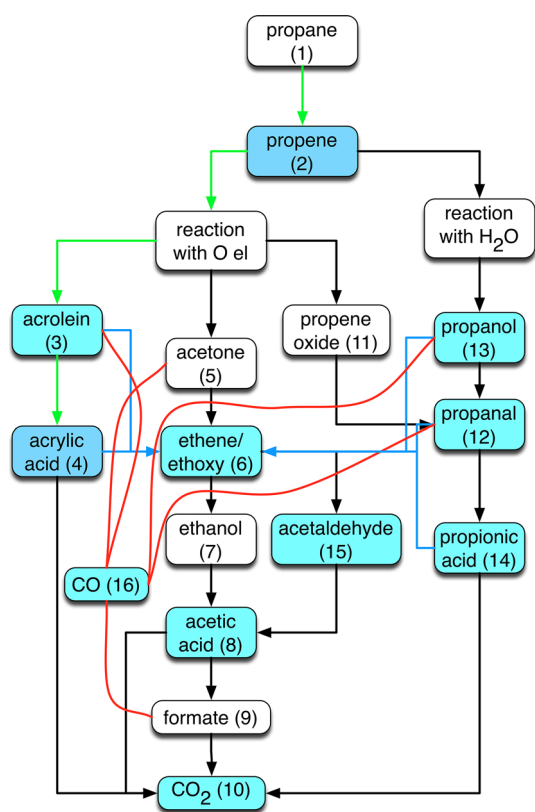 propane
(1)
propene
(2)
reaction
with O el
reaction
with H₂O
acrolein
(3)
acetone
(5)
propene
oxide (11)
propanol
(13)
acrylic
acid (4)
ethene/
ethoxy (6)
propanal
(12)
ethanol
(7)
acetaldehyde
(15)
propionic
acid (14)
CO (16)
acetic
acid (8)
formate (9)
CO₂ (10)